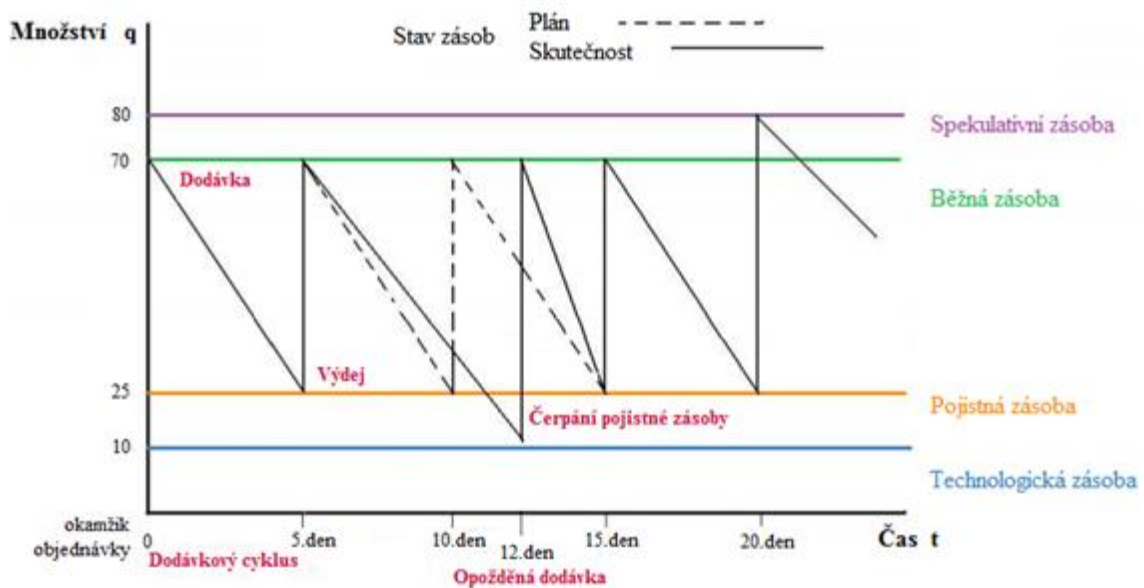 Množství q
Stav zásob
Plán
Skutečnost
80
Spekulativní zásoba
70
Dodávka
Běžná zásoba
Výdej
25
Pojistná zásoba
Čerpání pojistné zásoby
10
Technologická zásoba
okamžik
objednávky
0
5.den
10.den
12.den
15.den
20.den
Čas t
Dodávkový cyklus
Opožděná dodávka